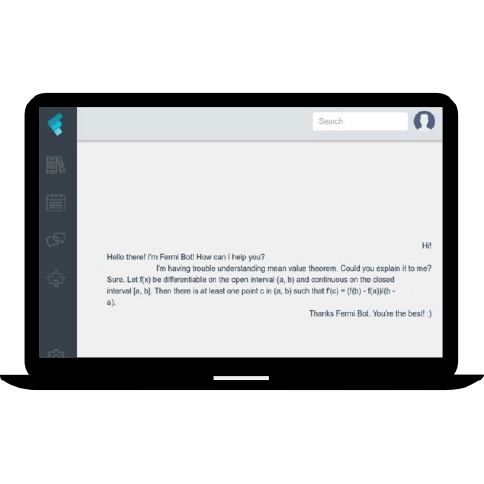 Search
Hi!
Hello there! I'm Fermi Bot! How can I help you?
I'm having trouble understanding mean value theorem. Could you explain it to me?
Sure. Let f(x) be differentiable on the open interval (a, b) and continuous on the closed
interval [a, b]. Then there is at least one point c in (a, b) such that f'(c) = (f(b) - f(a))/(b -
a).
Thanks Fermi Bot. You're the best! :)